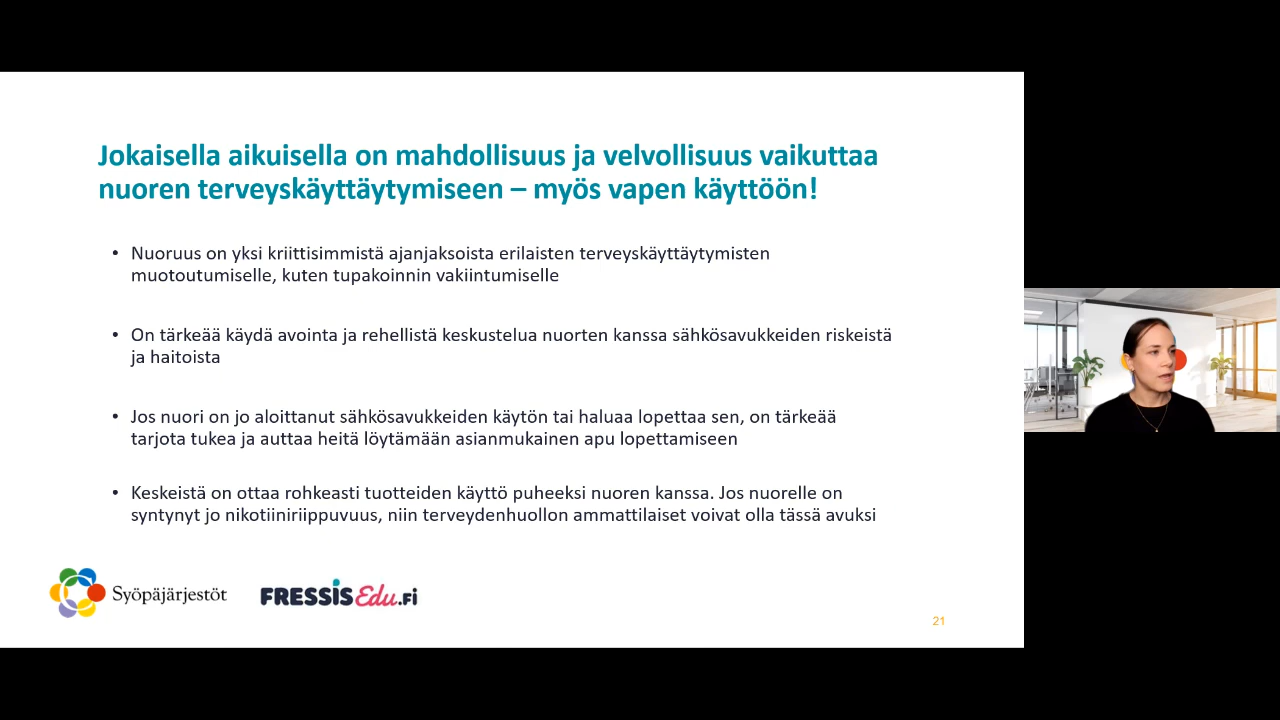 Jokaisella aikuisella on mahdollisuus ja velvollisuus vaikuttaa
nuoren terveyskäyttäytymiseen – myös vapen käyttöön!
• Nuoruus on yksi kriittisimmistä ajanjaksoista erilaisten terveyskäyttäytymisten
muotoutumiselle, kuten tupakoinnin vakiintumiselle
• On tärkeää käydä avointa ja rehellistä keskustelua nuorten kanssa sähkösavukkeiden riskeistä
ja haitoista
• Jos nuori on jo aloittanut sähkösavukkeiden käytön tai haluaa lopettaa sen, on tärkeää
tarjota tukea ja auttaa heitä löytämään asianmukainen apu lopettamiseen
• Keskeistä on ottaa rohkeasti tuotteiden käyttö puheeksi nuoren kanssa. Jos nuorelle on
syntynyt jo nikotiiniriippuvuus, niin terveydenhuollon ammattilaiset voivat olla tässä avuksi
Syöpäjärjestöt
FRESSIS Edu.fi
21